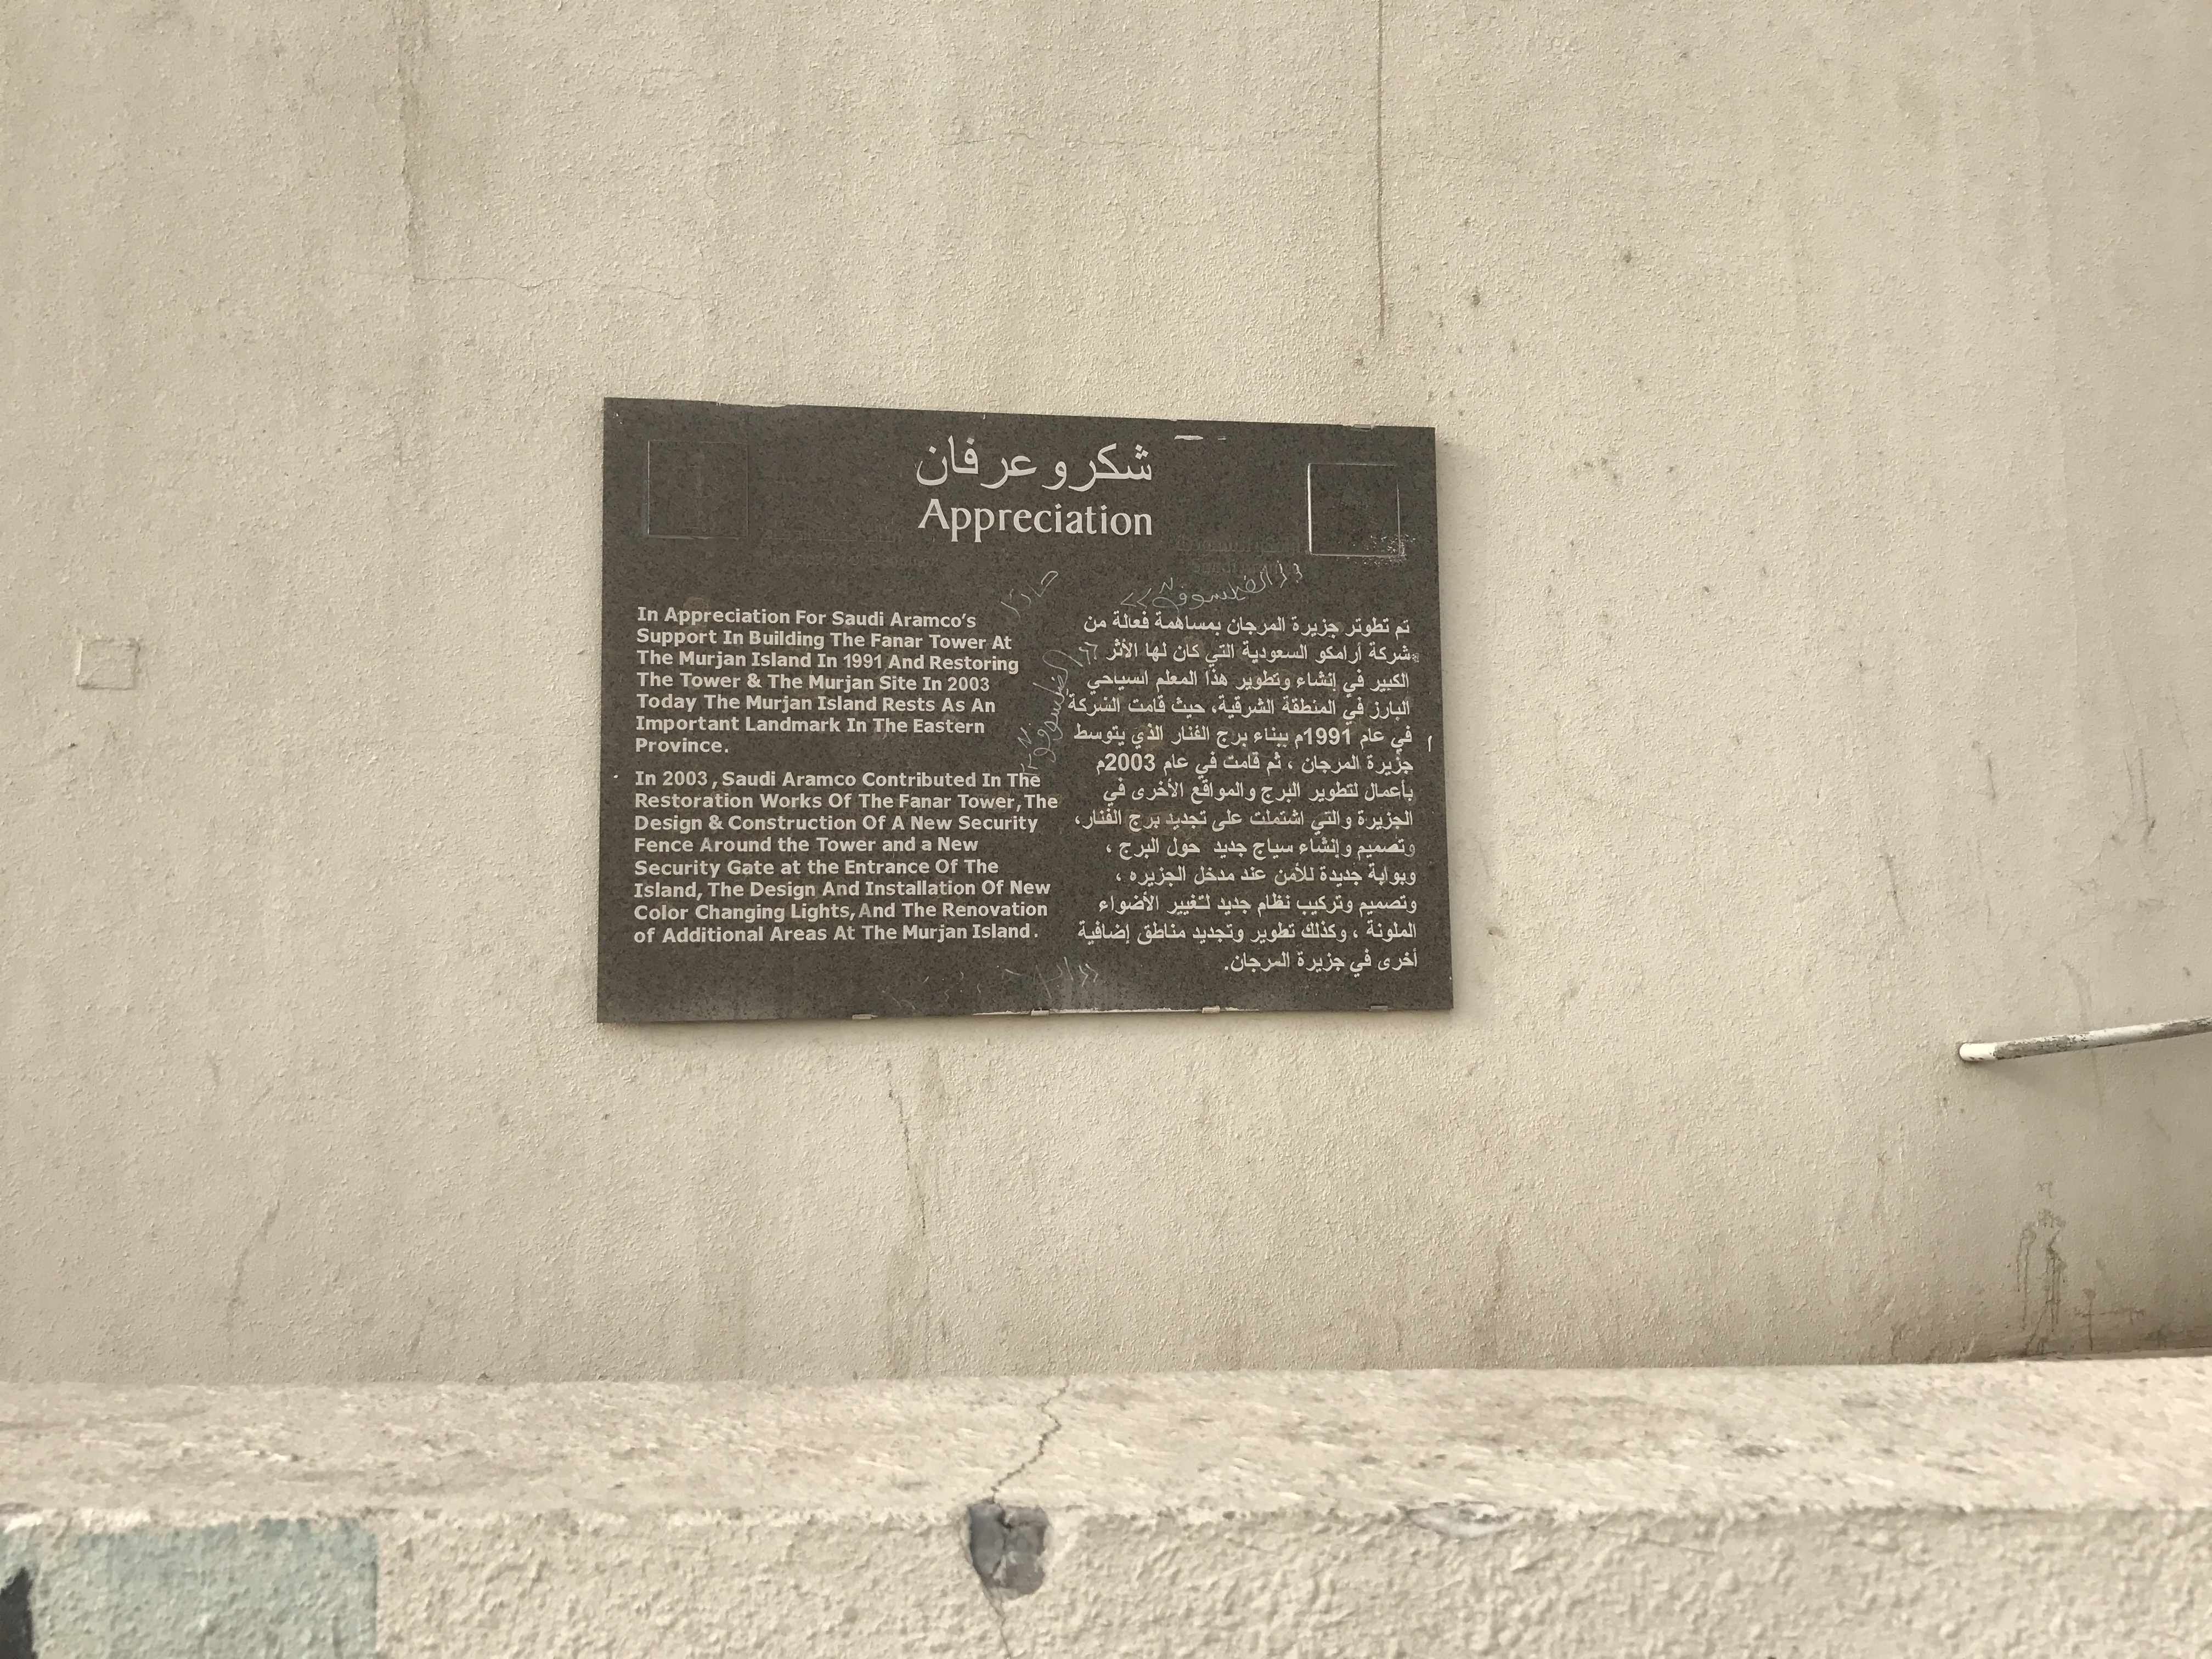 شكر و عرفان
Appreciation
In Appreciation For Saudi Aramco's
Support In Building The Fanar Tower At
The Murjan Island In 1991 And Restoring
The Tower & The Murjan Site In 2003
Today The Murjan Island Rests As An
Important Landmark In The Eastern
Province.
In 2003, Saudi Aramco Contributed In The
Restoration Works Of The Fanar Tower, The
Design & Construction Of A New Security
Fence Around the Tower and a New
Security Gate at the Entrance Of The
Island, The Design And Installation Of New
Color Changing Lights, And The Renovation
of Additional Areas At The Murjan Island.
تم تطوتر جزيرة المرجان بمساهمة فعالة من
شركة أرامكو السعودية التي كان لها الأثر
الكبير في إنشاء وتطوير هذا المعلم السياحي
البارز في المنطقة الشرقية، حيث قامت الشركة
في عام 1991م ببناء برج الفنار الذي يتوسط
جزيرة المرجان ، ثم قامت في عام 2003م
بأعمال لتطوير البرج والمواقع الأخرى في
الجزيرة والتي اشتملت على تجديد برج الفنار،
وتصميم وإنشاء سياج جديد حول البرج ،
وبوابة جديدة للأمن عند مدخل الجزيره ،
وتصميم وتركيب نظام جديد لتغيير الأضواء
الملونة ، وكذلك تطوير وتجديد مناطق إضافية
أخرى في جزيرة المرجان.